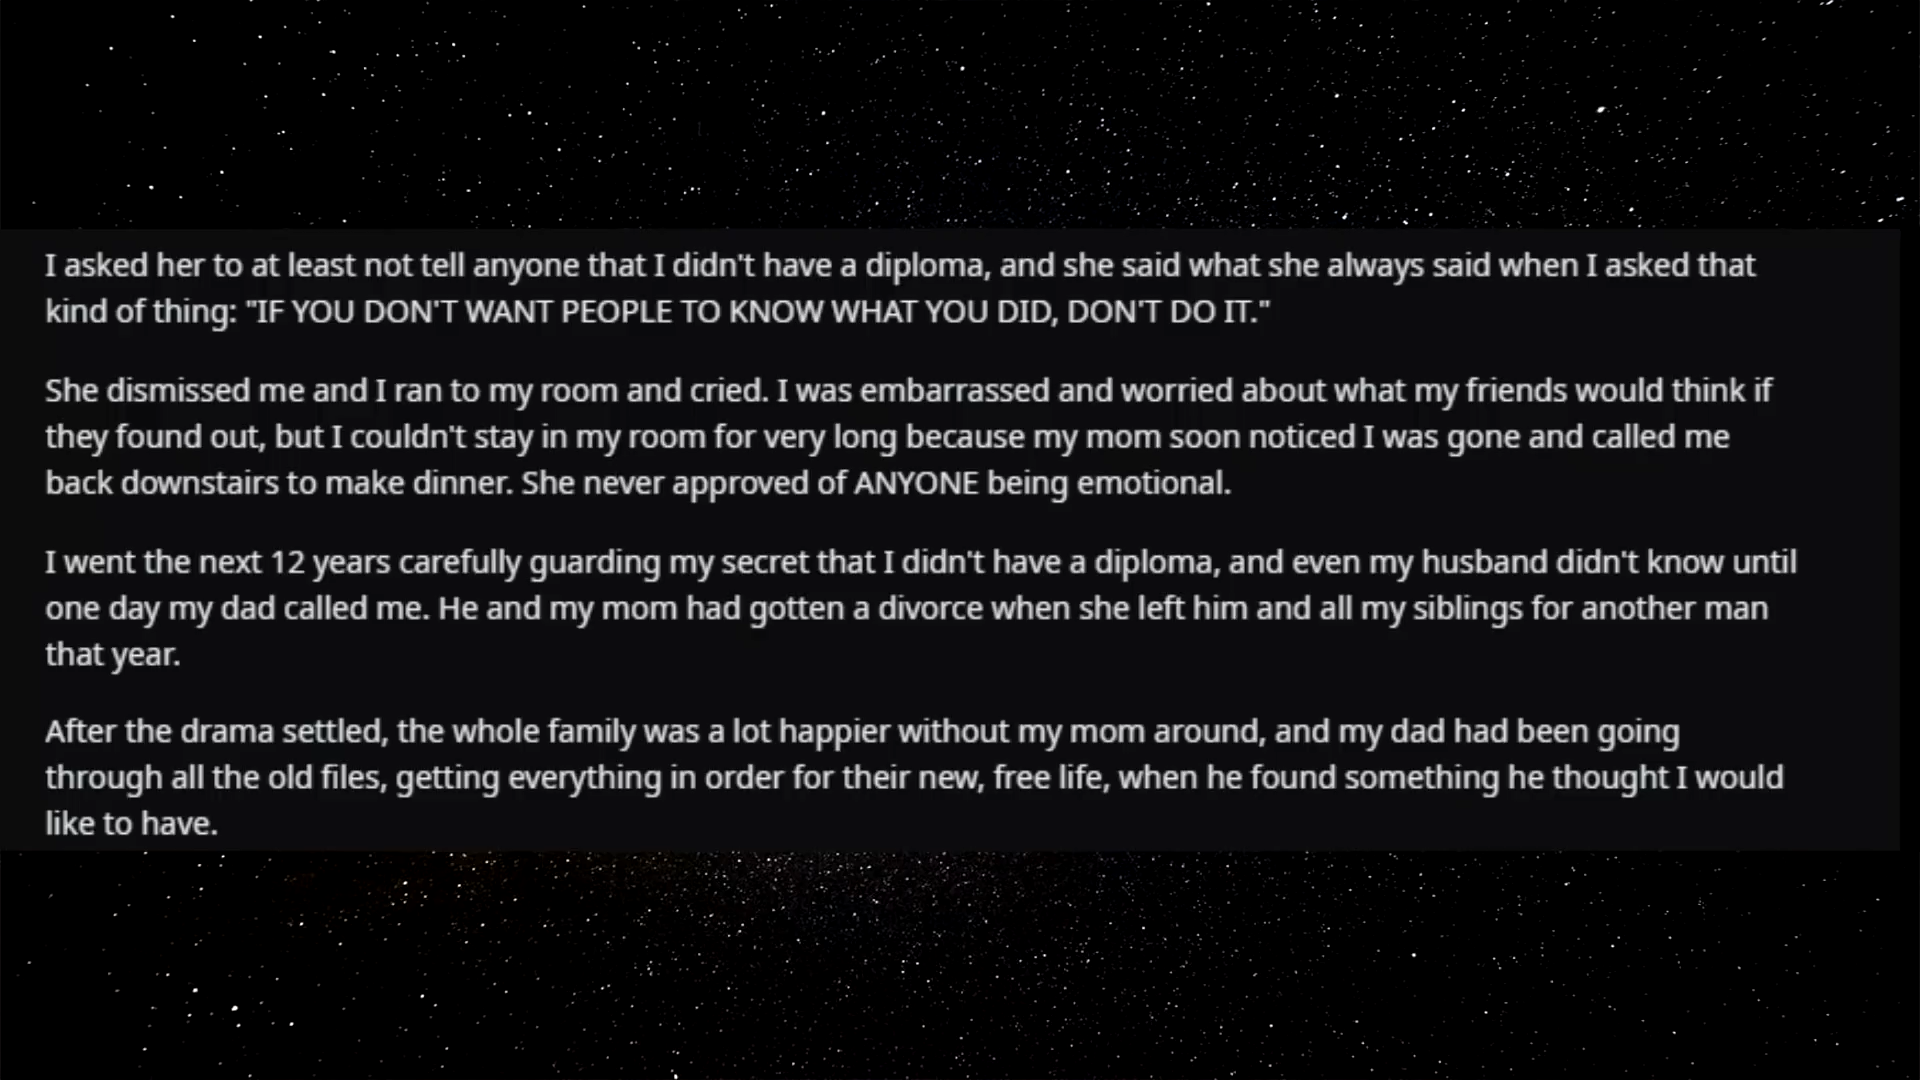 I asked her to at least not tell anyone that I didn't have a diploma, and she said what she always said when I asked that
kind of thing: "IF YOU DON'T WANT PEOPLE TO KNOW WHAT YOU DID, DON'T DO IT."
She dismissed me and I ran to my room and cried. I was embarrassed and worried about what my friends would think if
they found out, but I couldn't stay in my room for very long because my mom soon noticed I was gone and called me
back downstairs to make dinner. She never approved of ANYONE being emotional.
I went the next 12 years carefully guarding my secret that I didn't have a diploma, and even my husband didn't know until
one day my dad called me. He and my mom had gotten a divorce when she left him and all my siblings for another man
that year.
After the drama settled, the whole family was a lot happier without my mom around, and my dad had been going
through all the old files, getting everything in order for their new, free life, when he found something he thought I would
like to have.